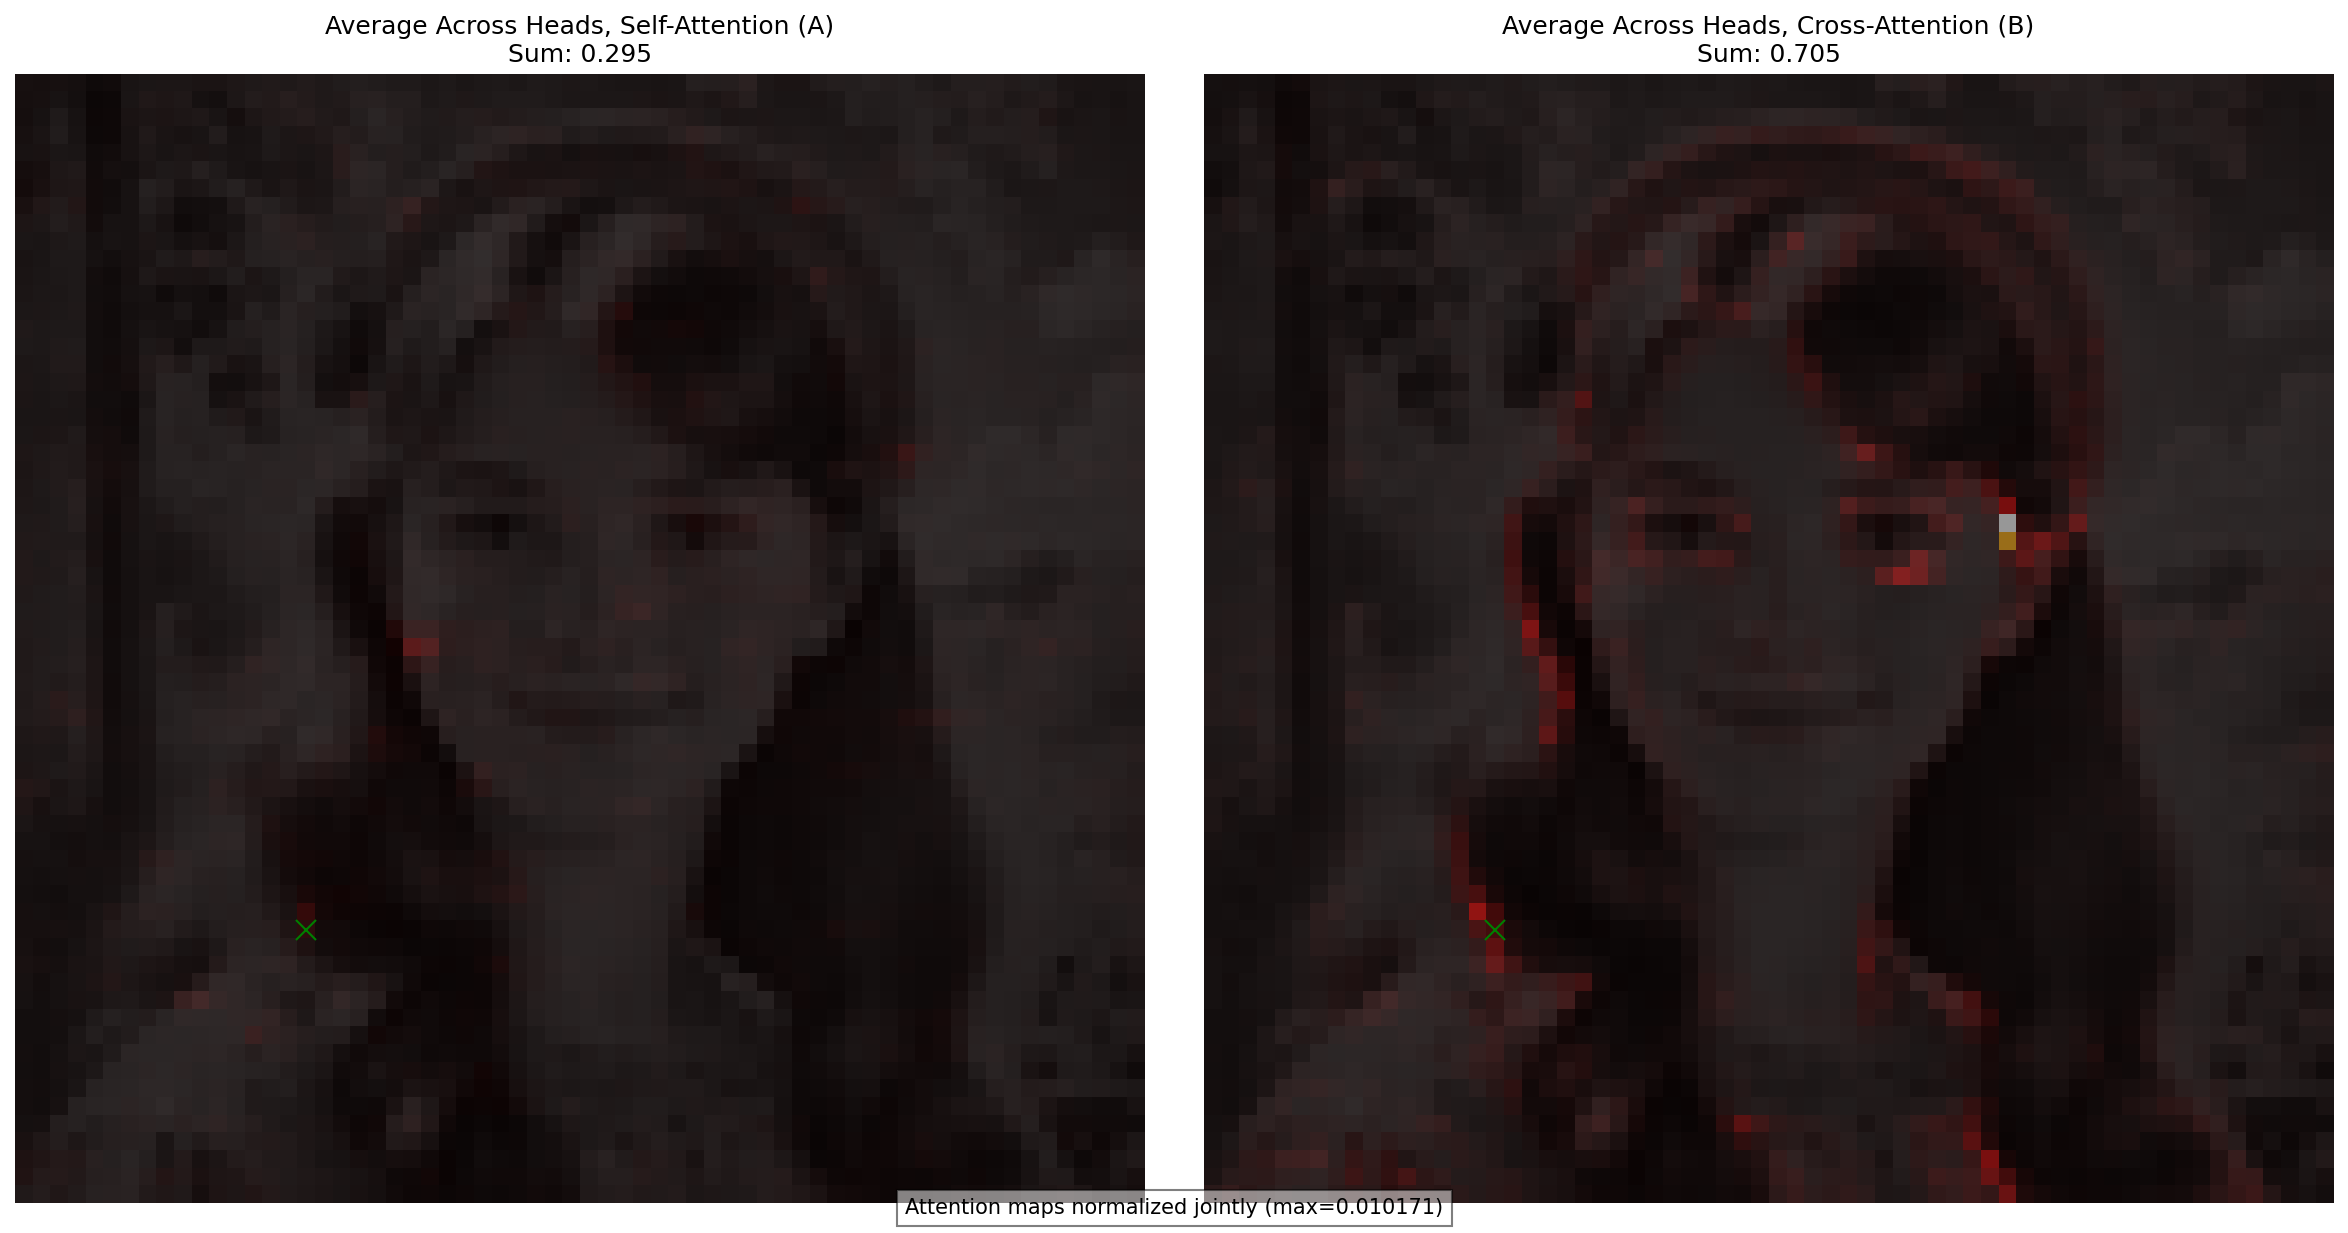 Average Across Heads, Self-Attention (A)
Sum: 0.295
Average Across Heads, Cross-Attention (B)
Sum: 0.705
Attention maps normalized jointly (max=0.010171)